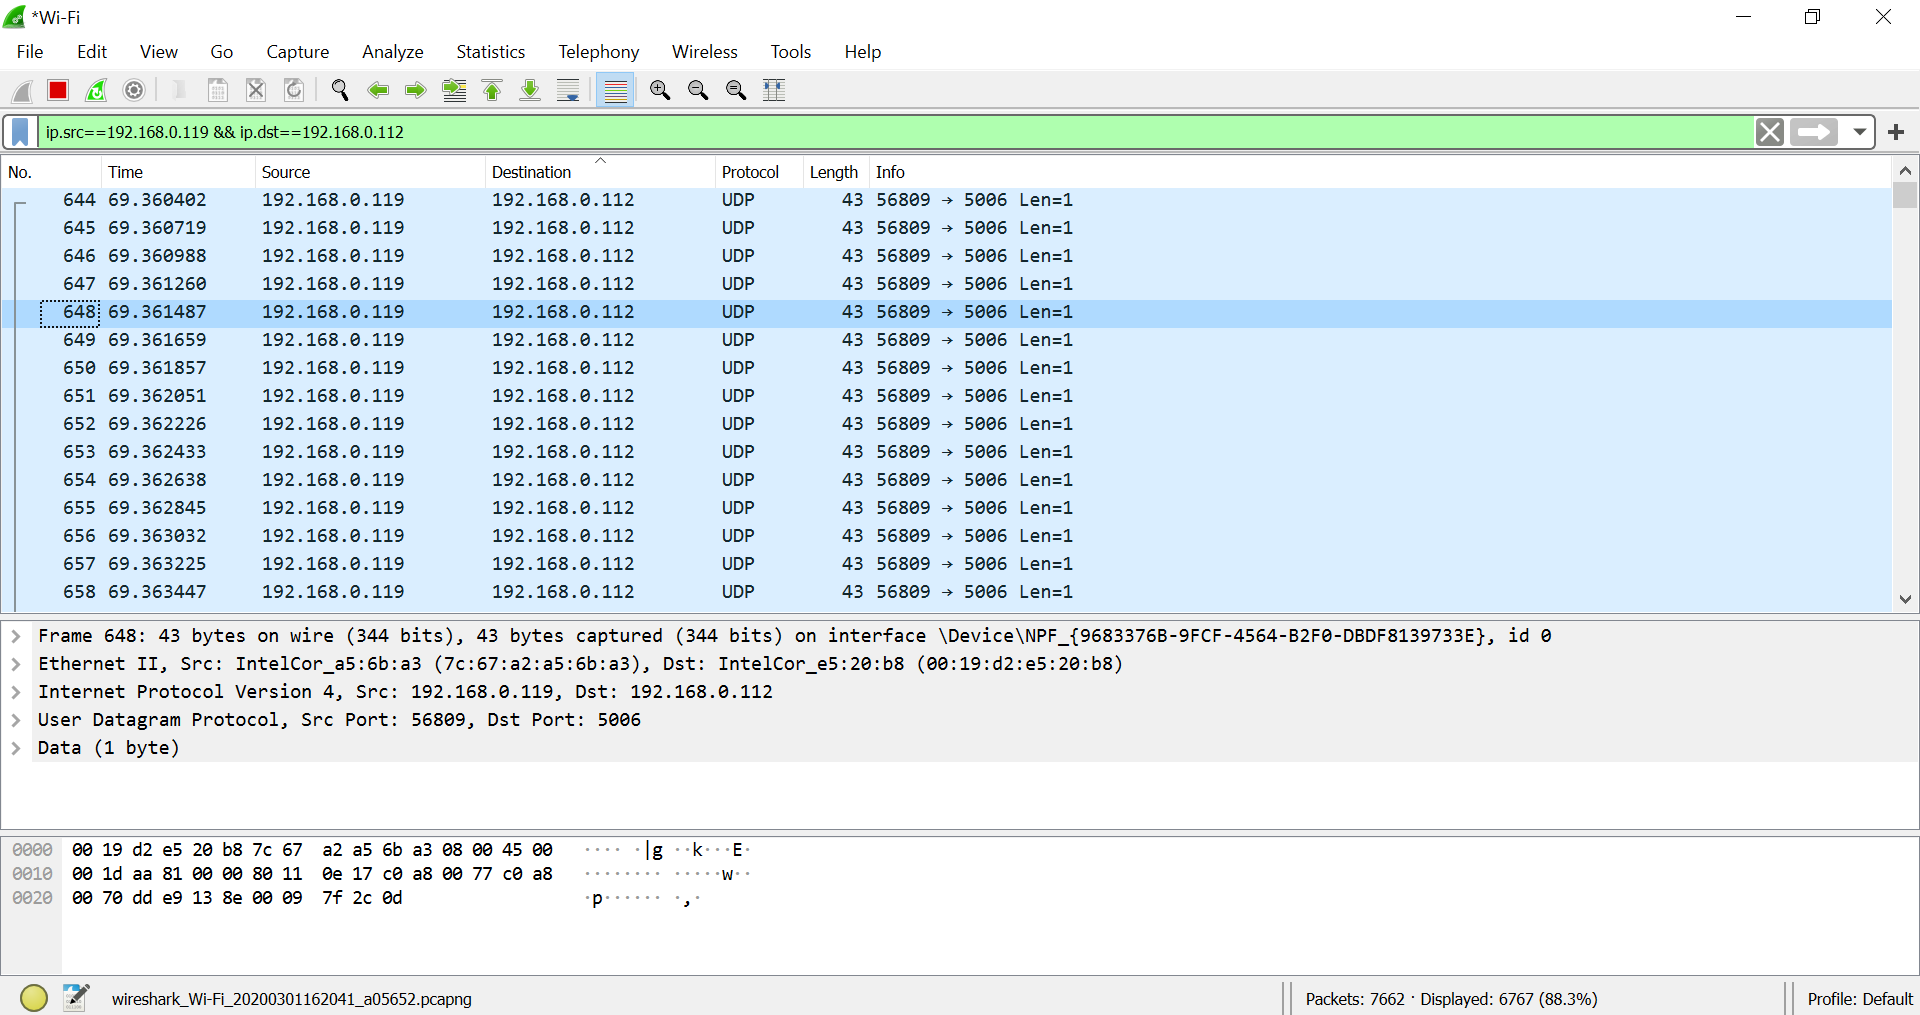 *Wi-Fi
File Edit View Go Capture Analyze Statistics Telephony Wireless Tools Help
ip.src==192.168.0.119 && ip.dst==192.168.0.112
No. Time Source Destination Protocol Length Info
644 69.360402 192.168.0.119 192.168.0.112 UDP 43 56809 → 5006 Len=1
645 69.360719 192.168.0.119 192.168.0.112 UDP 43 56809 → 5006 Len=1
646 69.360988 192.168.0.119 192.168.0.112 UDP 43 56809 → 5006 Len=1
647 69.361260 192.168.0.119 192.168.0.112 UDP 43 56809 → 5006 Len=1
648 69.361487 192.168.0.119 192.168.0.112 UDP 43 56809 → 5006 Len=1
649 69.361659 192.168.0.119 192.168.0.112 UDP 43 56809 → 5006 Len=1
650 69.361857 192.168.0.119 192.168.0.112 UDP 43 56809 → 5006 Len=1
651 69.362051 192.168.0.119 192.168.0.112 UDP 43 56809 → 5006 Len=1
652 69.362226 192.168.0.119 192.168.0.112 UDP 43 56809 → 5006 Len=1
653 69.362433 192.168.0.119 192.168.0.112 UDP 43 56809 → 5006 Len=1
654 69.362638 192.168.0.119 192.168.0.112 UDP 43 56809 → 5006 Len=1
655 69.362845 192.168.0.119 192.168.0.112 UDP 43 56809 → 5006 Len=1
656 69.363032 192.168.0.119 192.168.0.112 UDP 43 56809 → 5006 Len=1
657 69.363225 192.168.0.119 192.168.0.112 UDP 43 56809 → 5006 Len=1
658 69.363447 192.168.0.119 192.168.0.112 UDP 43 56809 → 5006 Len=1
Frame 648: 43 bytes on wire (344 bits), 43 bytes captured (344 bits) on interface \Device\NPF_{9683376B-9FCF-4564-B2F0-DBDF8139733E}, id 0
Ethernet II, Src: IntelCor_a5:6b:a3 (7c:67:a2:a5:6b:a3), Dst: IntelCor_e5:20:b8 (00:19:d2:e5:20:b8)
Internet Protocol Version 4, Src: 192.168.0.119, Dst: 192.168.0.112
User Datagram Protocol, Src Port: 56809, Dst Port: 5006
Data (1 byte)
0000 00 19 d2 e5 20 b8 7c 67 a2 a5 6b a3 08 00 45 00 ···· ·|g ··k···E·
0010 00 1d aa 81 00 00 80 11 0e 17 c0 a8 00 77 c0 a8 ········ ·····w··
0020 00 70 dd e9 13 8e 00 09 7f 2c 0d ·p······ ·,·
wireshark_Wi-Fi_20200301162041_a05652.pcapng
Packets: 7662 · Displayed: 6767 (88.3%)
Profile: Default